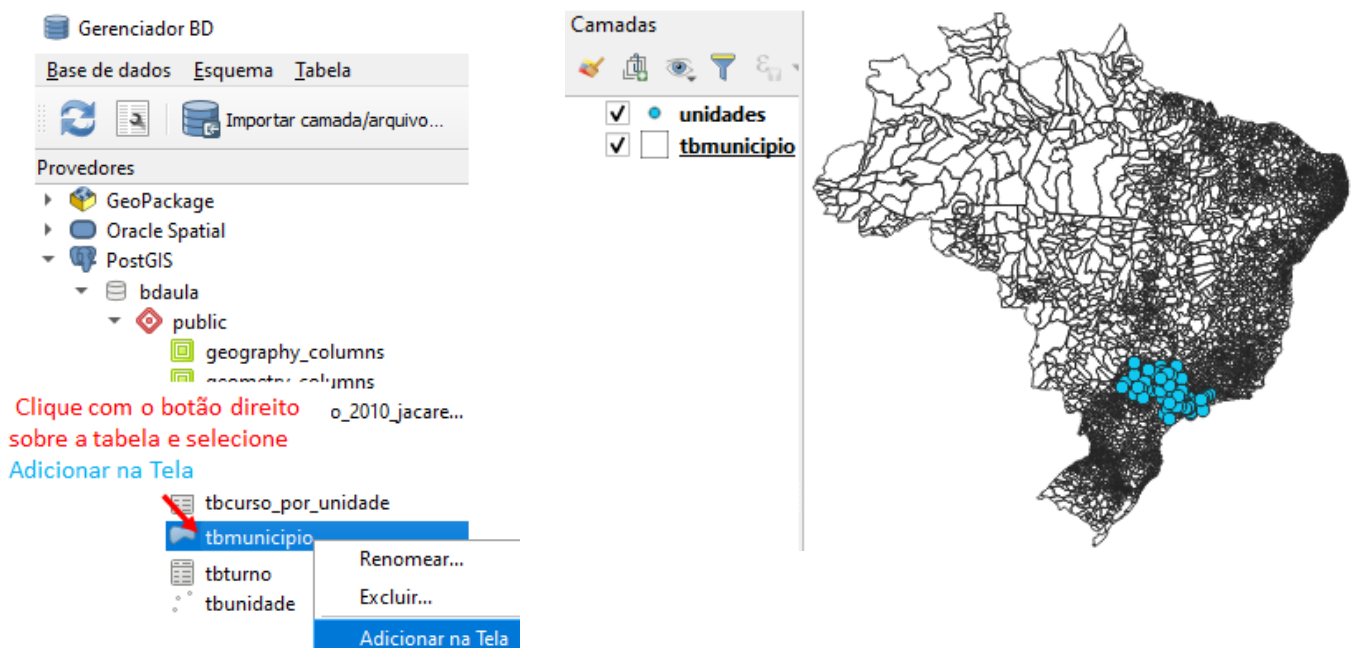 Gerenciador BD
Base de dados Esquema Tabela
Importar camada/arquivo...
Provedores
GeoPackage
Oracle Spatial
PostGIS
bdaula
public
geography_columns
geometry_columns
o_2010_jacare...
Clique com o botão direito
sobre a tabela e selecione
Adicionar na Tela
tbcurso_por_unidade
tbmunicipio
tbturno
tbunidade
Renomear...
Excluir...
Adicionar na Tela
Camadas
unidades
tbmunicipio